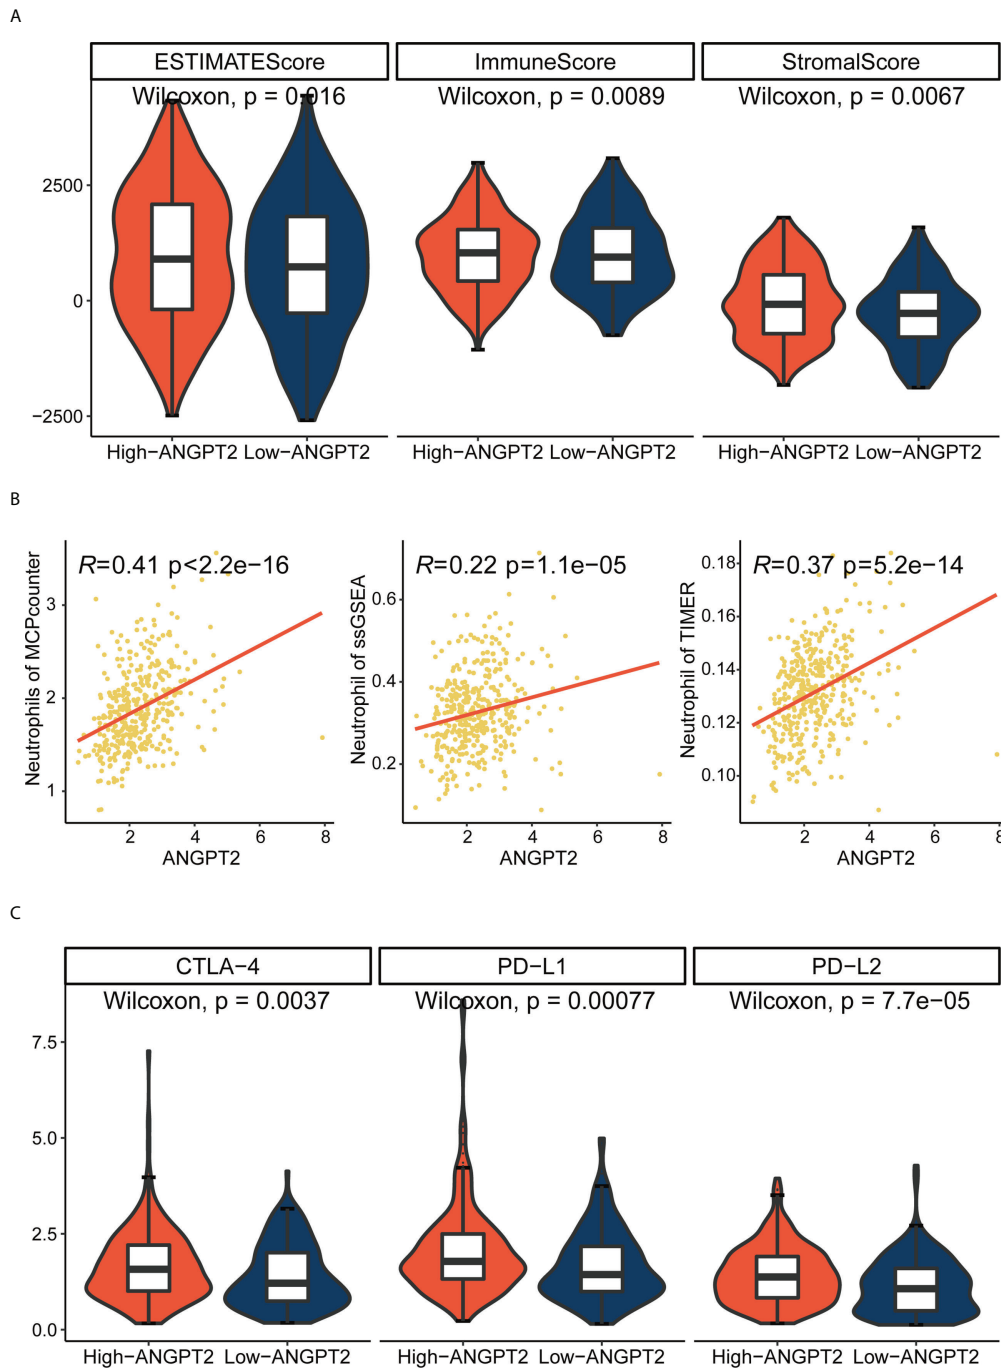 A
ESTIMATEScore ImmuneScore StromalScore
Wilcoxon, p = 0.016 Wilcoxon, p = 0.0089 Wilcoxon, p = 0.0067
2500
0
−2500
High−ANGPT2 Low−ANGPT2 High−ANGPT2 Low−ANGPT2 High−ANGPT2 Low−ANGPT2
B
Neutrophils of MCPcounter
R=0.41 p<2.2e−16
3
2
1
2 4 6 8
ANGPT2
Neutrophil of ssGSEA
R=0.22 p=1.1e−05
0.6
0.4
0.2
2 4 6 8
ANGPT2
Neutrophil of TIMER
R=0.37 p=5.2e−14
0.18
0.16
0.14
0.12
0.10
2 4 6 8
ANGPT2
C
CTLA−4 PD−L1 PD−L2
Wilcoxon, p = 0.0037 Wilcoxon, p = 0.00077 Wilcoxon, p = 7.7e−05
7.5
5.0
2.5
0.0
High−ANGPT2 Low−ANGPT2 High−ANGPT2 Low−ANGPT2 High−ANGPT2 Low−ANGPT2